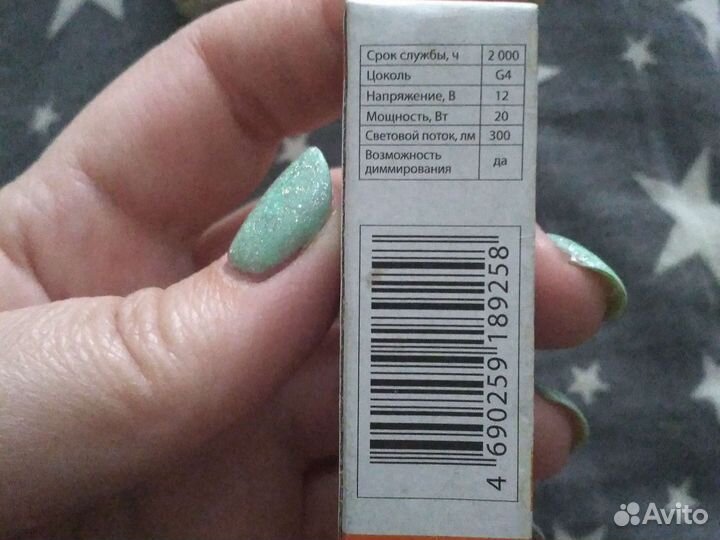 Срок службы, ч 2 000
Цоколь G4
Напряжение, В 12
Мощность, Вт 20
Световой поток, лм 300
Возможность
диммирования да
4 690259 189258
Avito